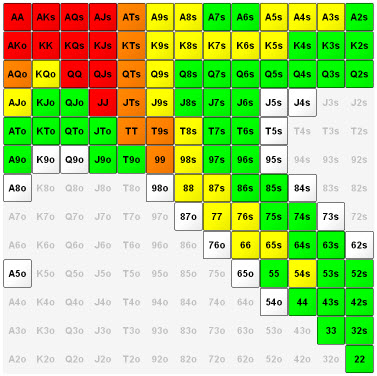 AA AKs AQs AJs ATs A9s A8s A7s A6s A5s A4s A3s A2s
AKo KK KQs KJs KTs K9s K8s K7s K6s K5s K4s K3s K2s
AQo KQo QQ QJs QTs Q9s Q8s Q7s Q6s Q5s Q4s Q3s Q2s
AJo KJo QJo JJ JTs J9s J8s J7s J6s J5s J4s J3s J2s
ATo KTo QTo JTo TT T9s T8s T7s T6s T5s T4s T3s T2s
A9o K9o Q9o J9o T9o 99 98s 97s 96s 95s 94s 93s 92s
A8o K8o Q8o J8o T8o 98o 88 87s 86s 85s 84s 83s 82s
A7o K7o Q7o J7o T7o 97o 87o 77 76s 75s 74s 73s 72s
A6o K6o Q6o J6o T6o 96o 86o 76o 66 65s 64s 63s 62s
A5o K5o Q5o J5o T5o 95o 85o 75o 65o 55 54s 53s 52s
A4o K4o Q4o J4o T4o 94o 84o 74o 64o 54o 44 43s 42s
A3o K3o Q3o J3o T3o 93o 83o 73o 63o 53o 43o 33 32s
A2o K2o Q2o J2o T2o 92o 82o 72o 62o 52o 42o 32o 22